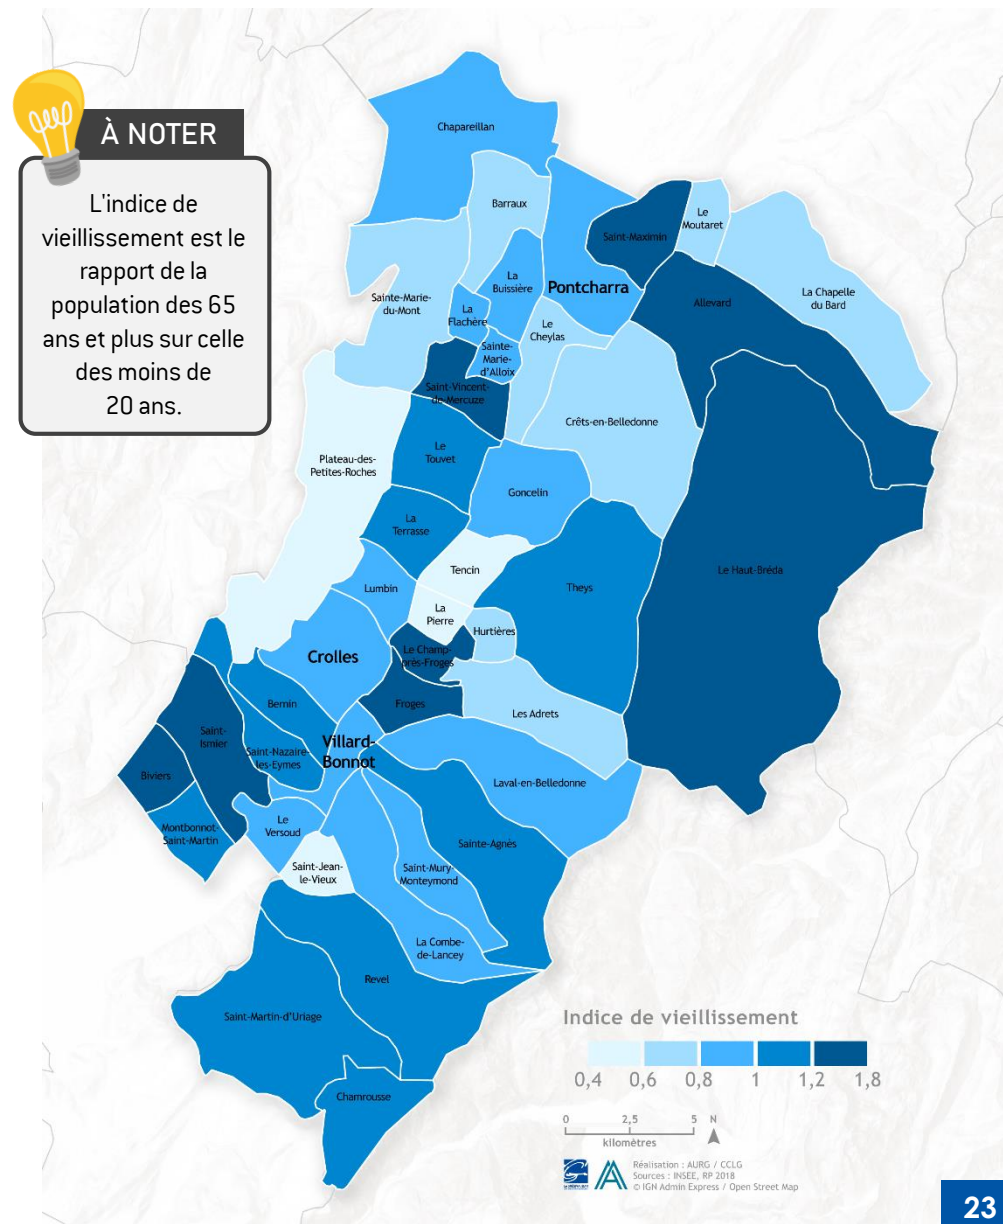 À NOTER
L'indice de
vieillissement est le
rapport de la
population des 65
ans et plus sur celle
des moins de
20 ans.
Chapareillan
Barraux
Saint-Maximin
Le
Moutaret
La
Buissière
Pontcharra
Allevard
La Chapelle
du Bard
Sainte-Marie-
du-Mont
La
Flachère
Le
Cheylas
Sainte-
Marie-
d'Alloix
Saint-Vincent-
de-Mercuze
Crêts-en-Belledonne
Plateau-des-
Petites-Roches
Le
Touvet
Goncelin
La
Terrasse
Tencin
Le Haut-Bréda
Lumbin
Theys
La
Pierre
Hurtières
Crolles
Le Champ-
près-Froges
Bernin
Froges
Les Adrets
Saint-
Ismier
Saint-Nazaire-
les-Eymes
Villard-
Bonnot
Biviers
Laval-en-Belledonne
Montbonnot-
Saint-Martin
Le
Versoud
Sainte-Agnès
Saint-Jean-
le-Vieux
Saint-Mury-
Monteymond
La Combe-
de-Lancey
Revel
Saint-Martin-d'Uriage
Chamrousse
Indice de vieillissement
0,4 0,6 0,8 1 1,2 1,8
0 2,5 5 N
kilomètres
Réalisation : AURG / CCLG
Sources : INSEE, RP 2018
© IGN Admin Express / Open Street Map
23